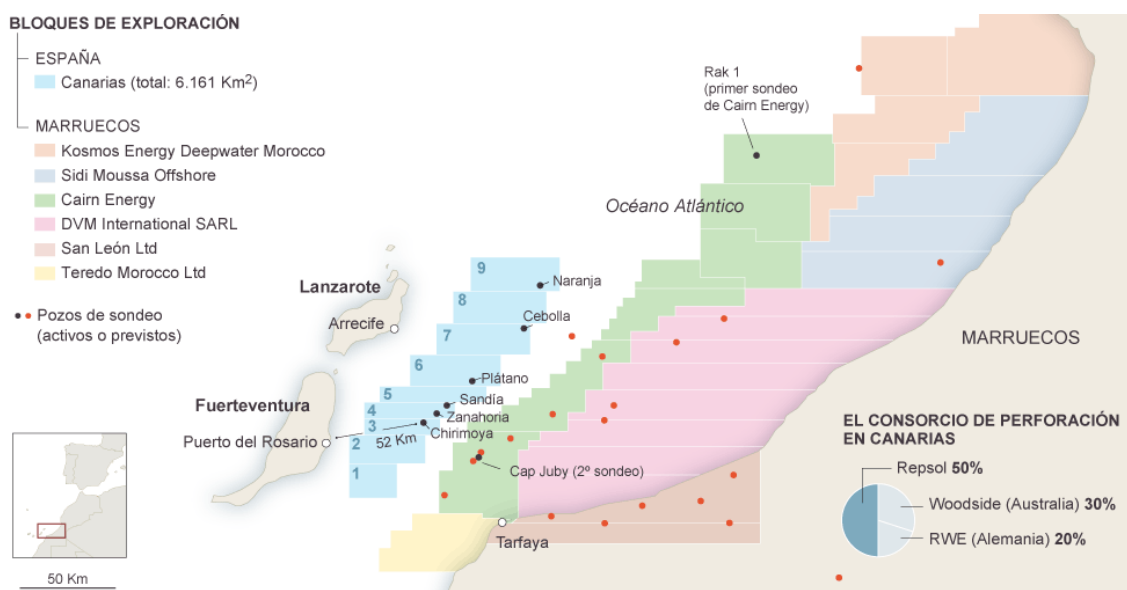 BLOQUES DE EXPLORACIÓN
ESPAÑA
Canarias (total: 6.161 Km2)
MARRUECOS
Kosmos Energy Deepwater Morocco
Sidi Moussa Offshore
Cairn Energy
DVM International SARL
San León Ltd
Teredo Morocco Ltd
Pozos de sondeo
(activos o previstos)
Rak 1
(primer sondeo
de Cairn Energy)
Océano Atlántico
Lanzarote
Arrecife
Fuerteventura
Puerto del Rosario
52 Km
9
8
7
6
5
4
3
2
1
Naranja
Cebolla
Plátano
Sandía
Zanahoria
Chirimoya
Cap Juby (2º sondeo)
Tarfaya
MARRUECOS
EL CONSORCIO DE PERFORACIÓN
EN CANARIAS
Repsol 50%
Woodside (Australia) 30%
RWE (Alemania) 20%
50 Km